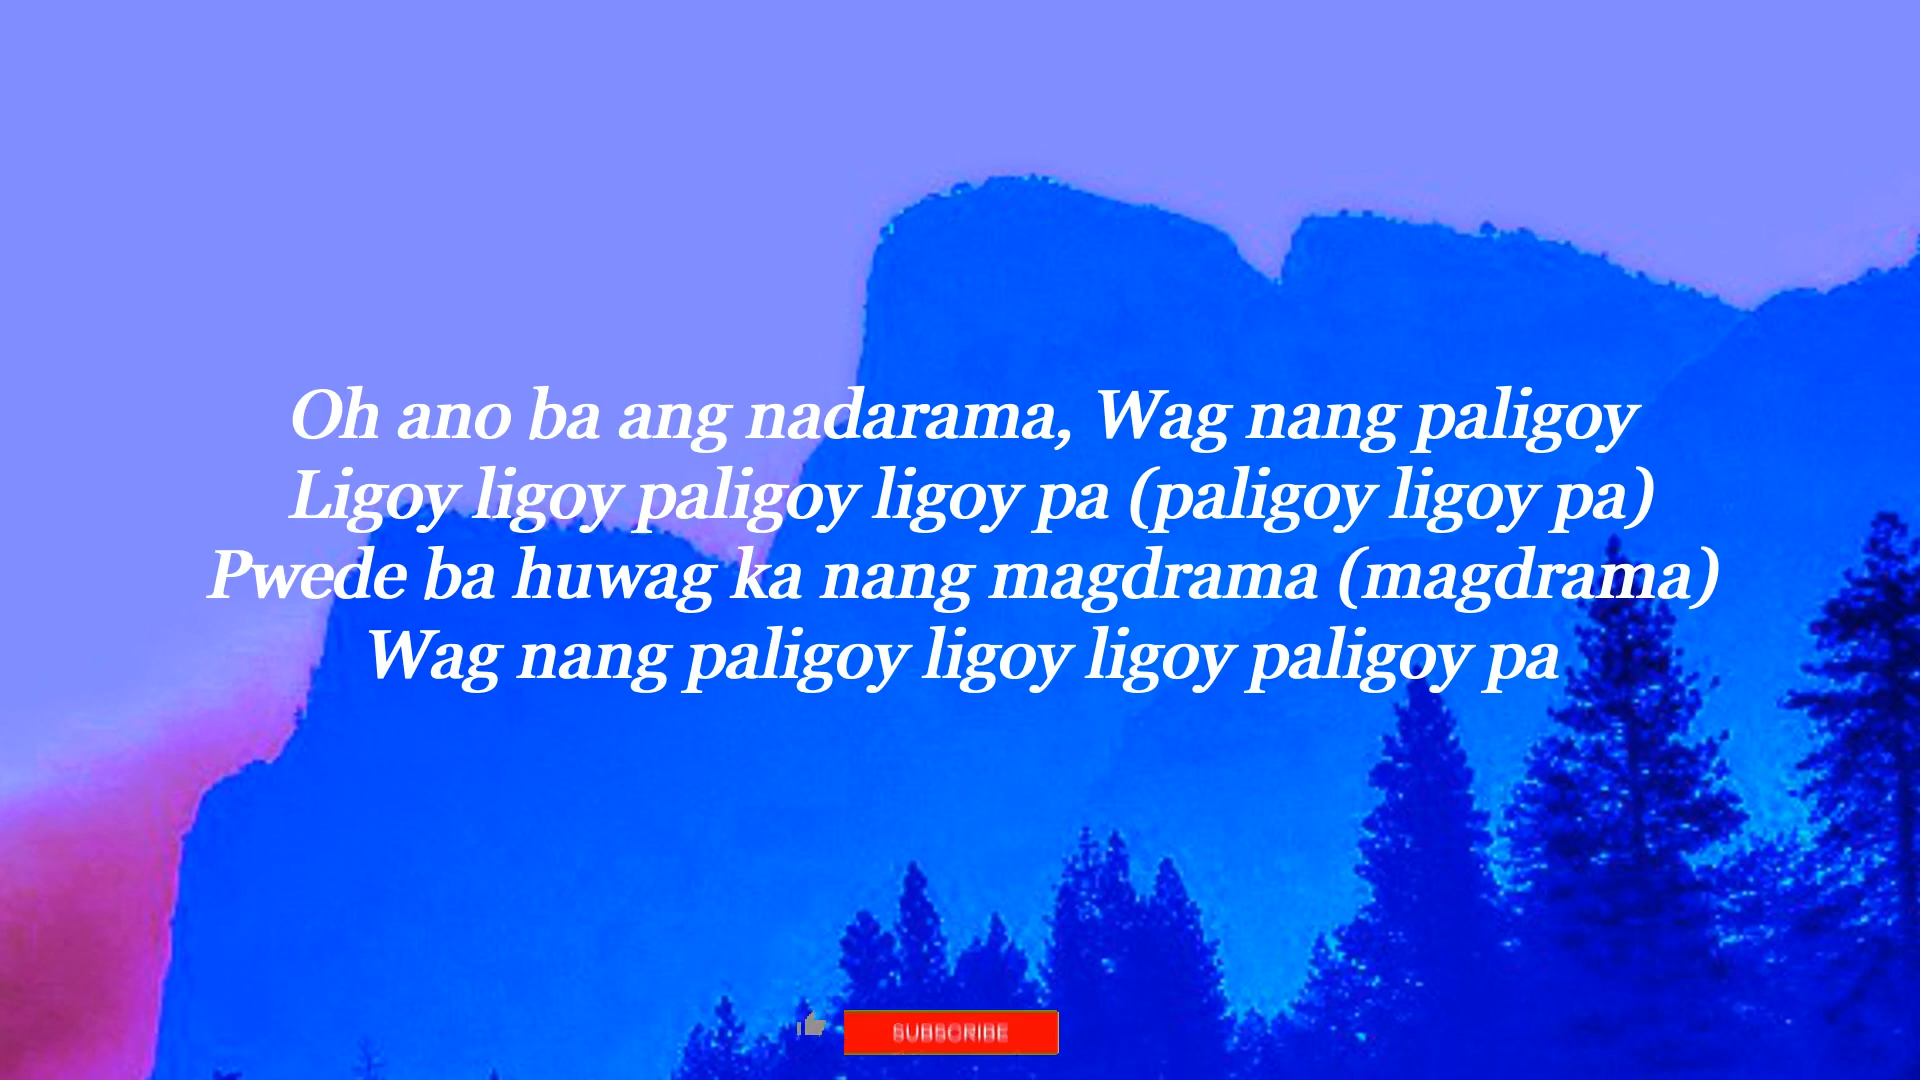 Oh ano ba ang nadarama, Wag nang paligoy
Ligoy ligoy paligoy ligoy pa (paligoy ligoy pa)
Pwede ba huwag ka nang magdrama (magdrama)
Wag nang paligoy ligoy ligoy paligoy pa
SUBSCRIBE